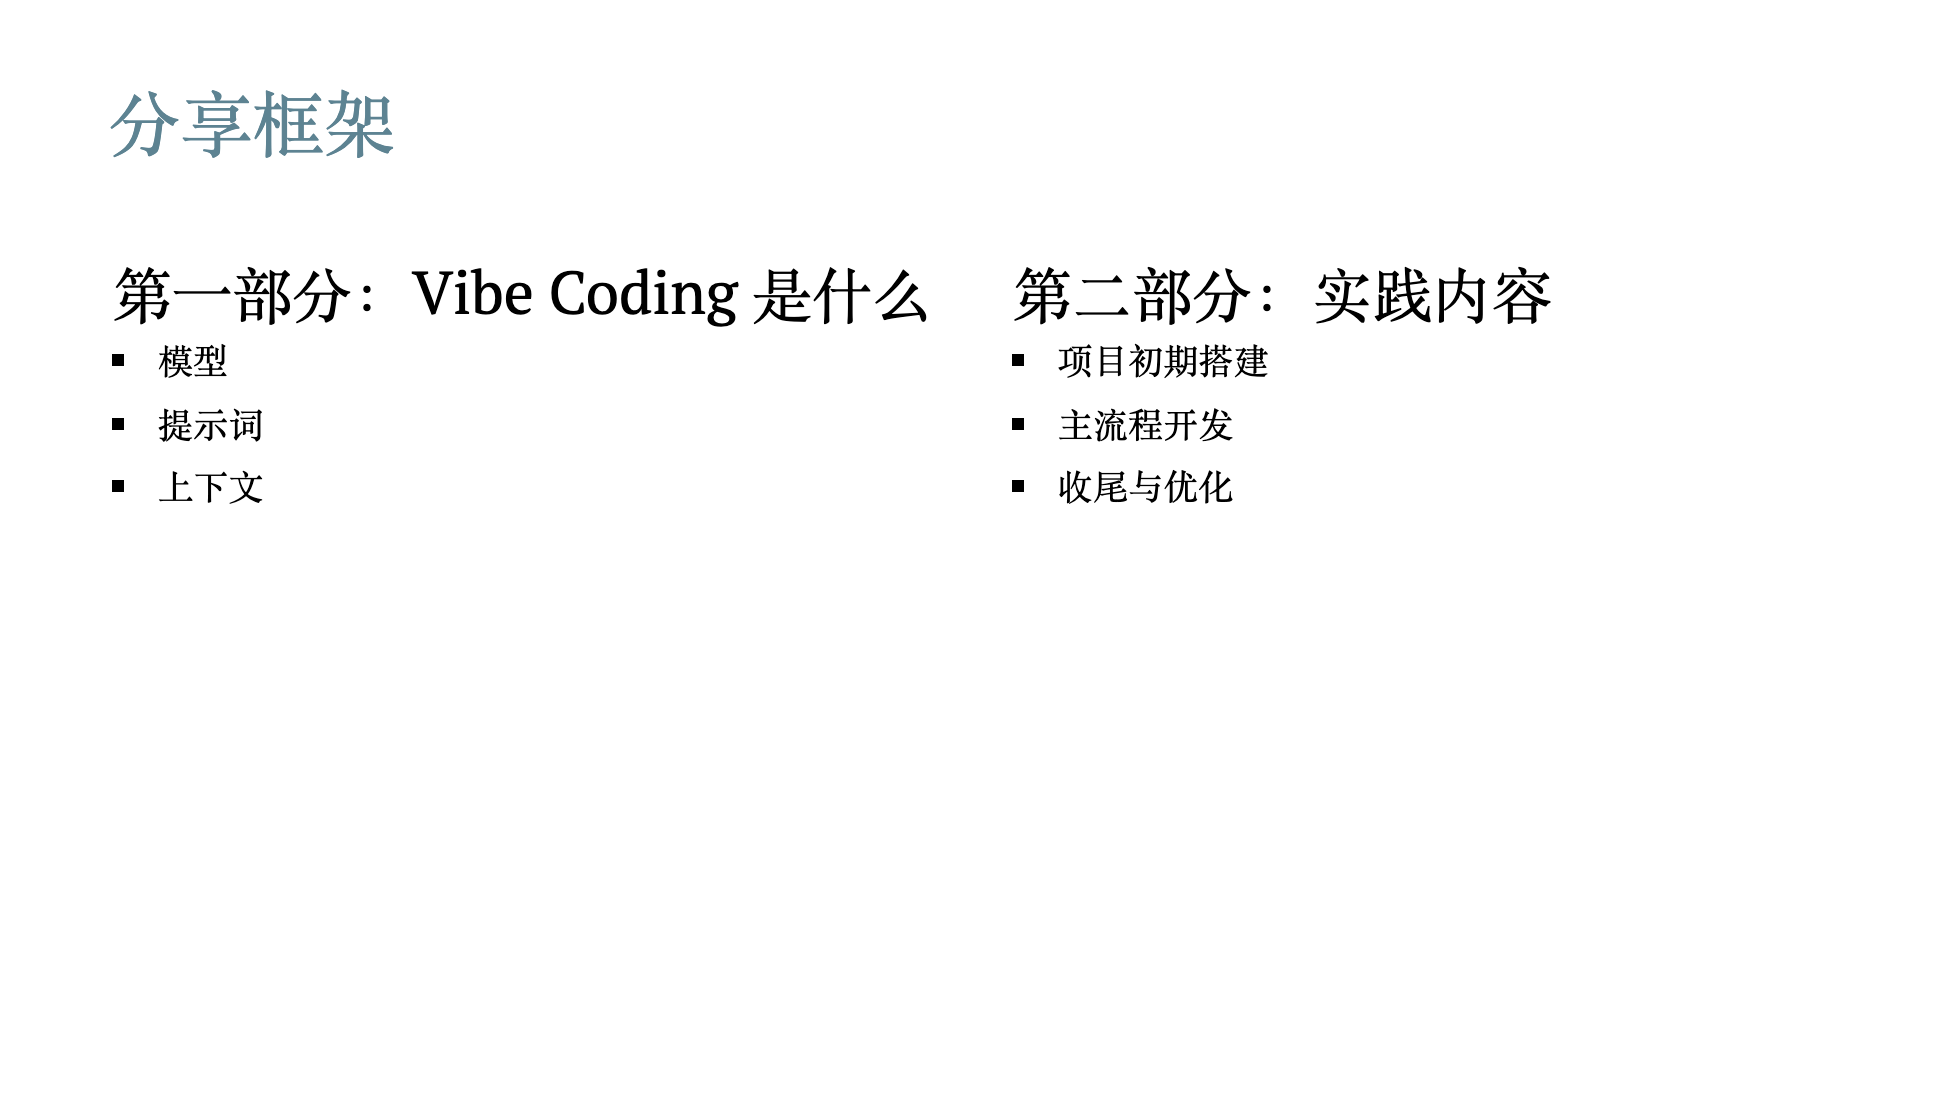 分享框架
第一部分：Vibe Coding 是什么
▪ 模型
▪ 提示词
▪ 上下文
第二部分：实践内容
▪ 项目初期搭建
▪ 主流程开发
▪ 收尾与优化